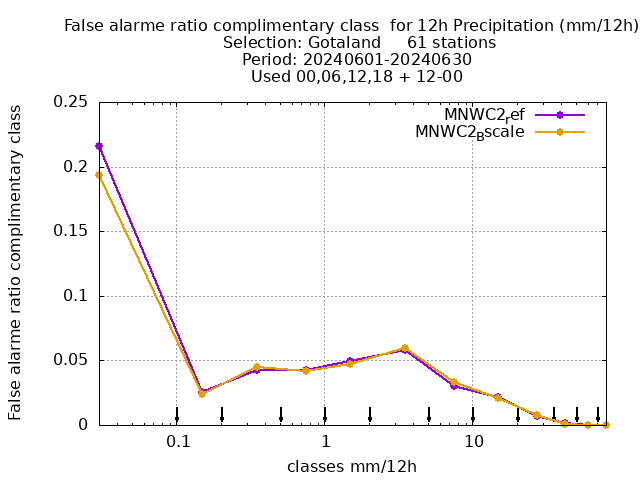 False alarme ratio complimentary class  for 12h Precipitation (mm/12h)
Selection: Gotaland     61 stations
Period: 20240601-20240630
Used 00,06,12,18 + 12-00
MNWC2ref
MNWC2Bscale
False alarme ratio complimentary class
0.25
0.2
0.15
0.1
0.05
0
0.1 1 10
classes mm/12h